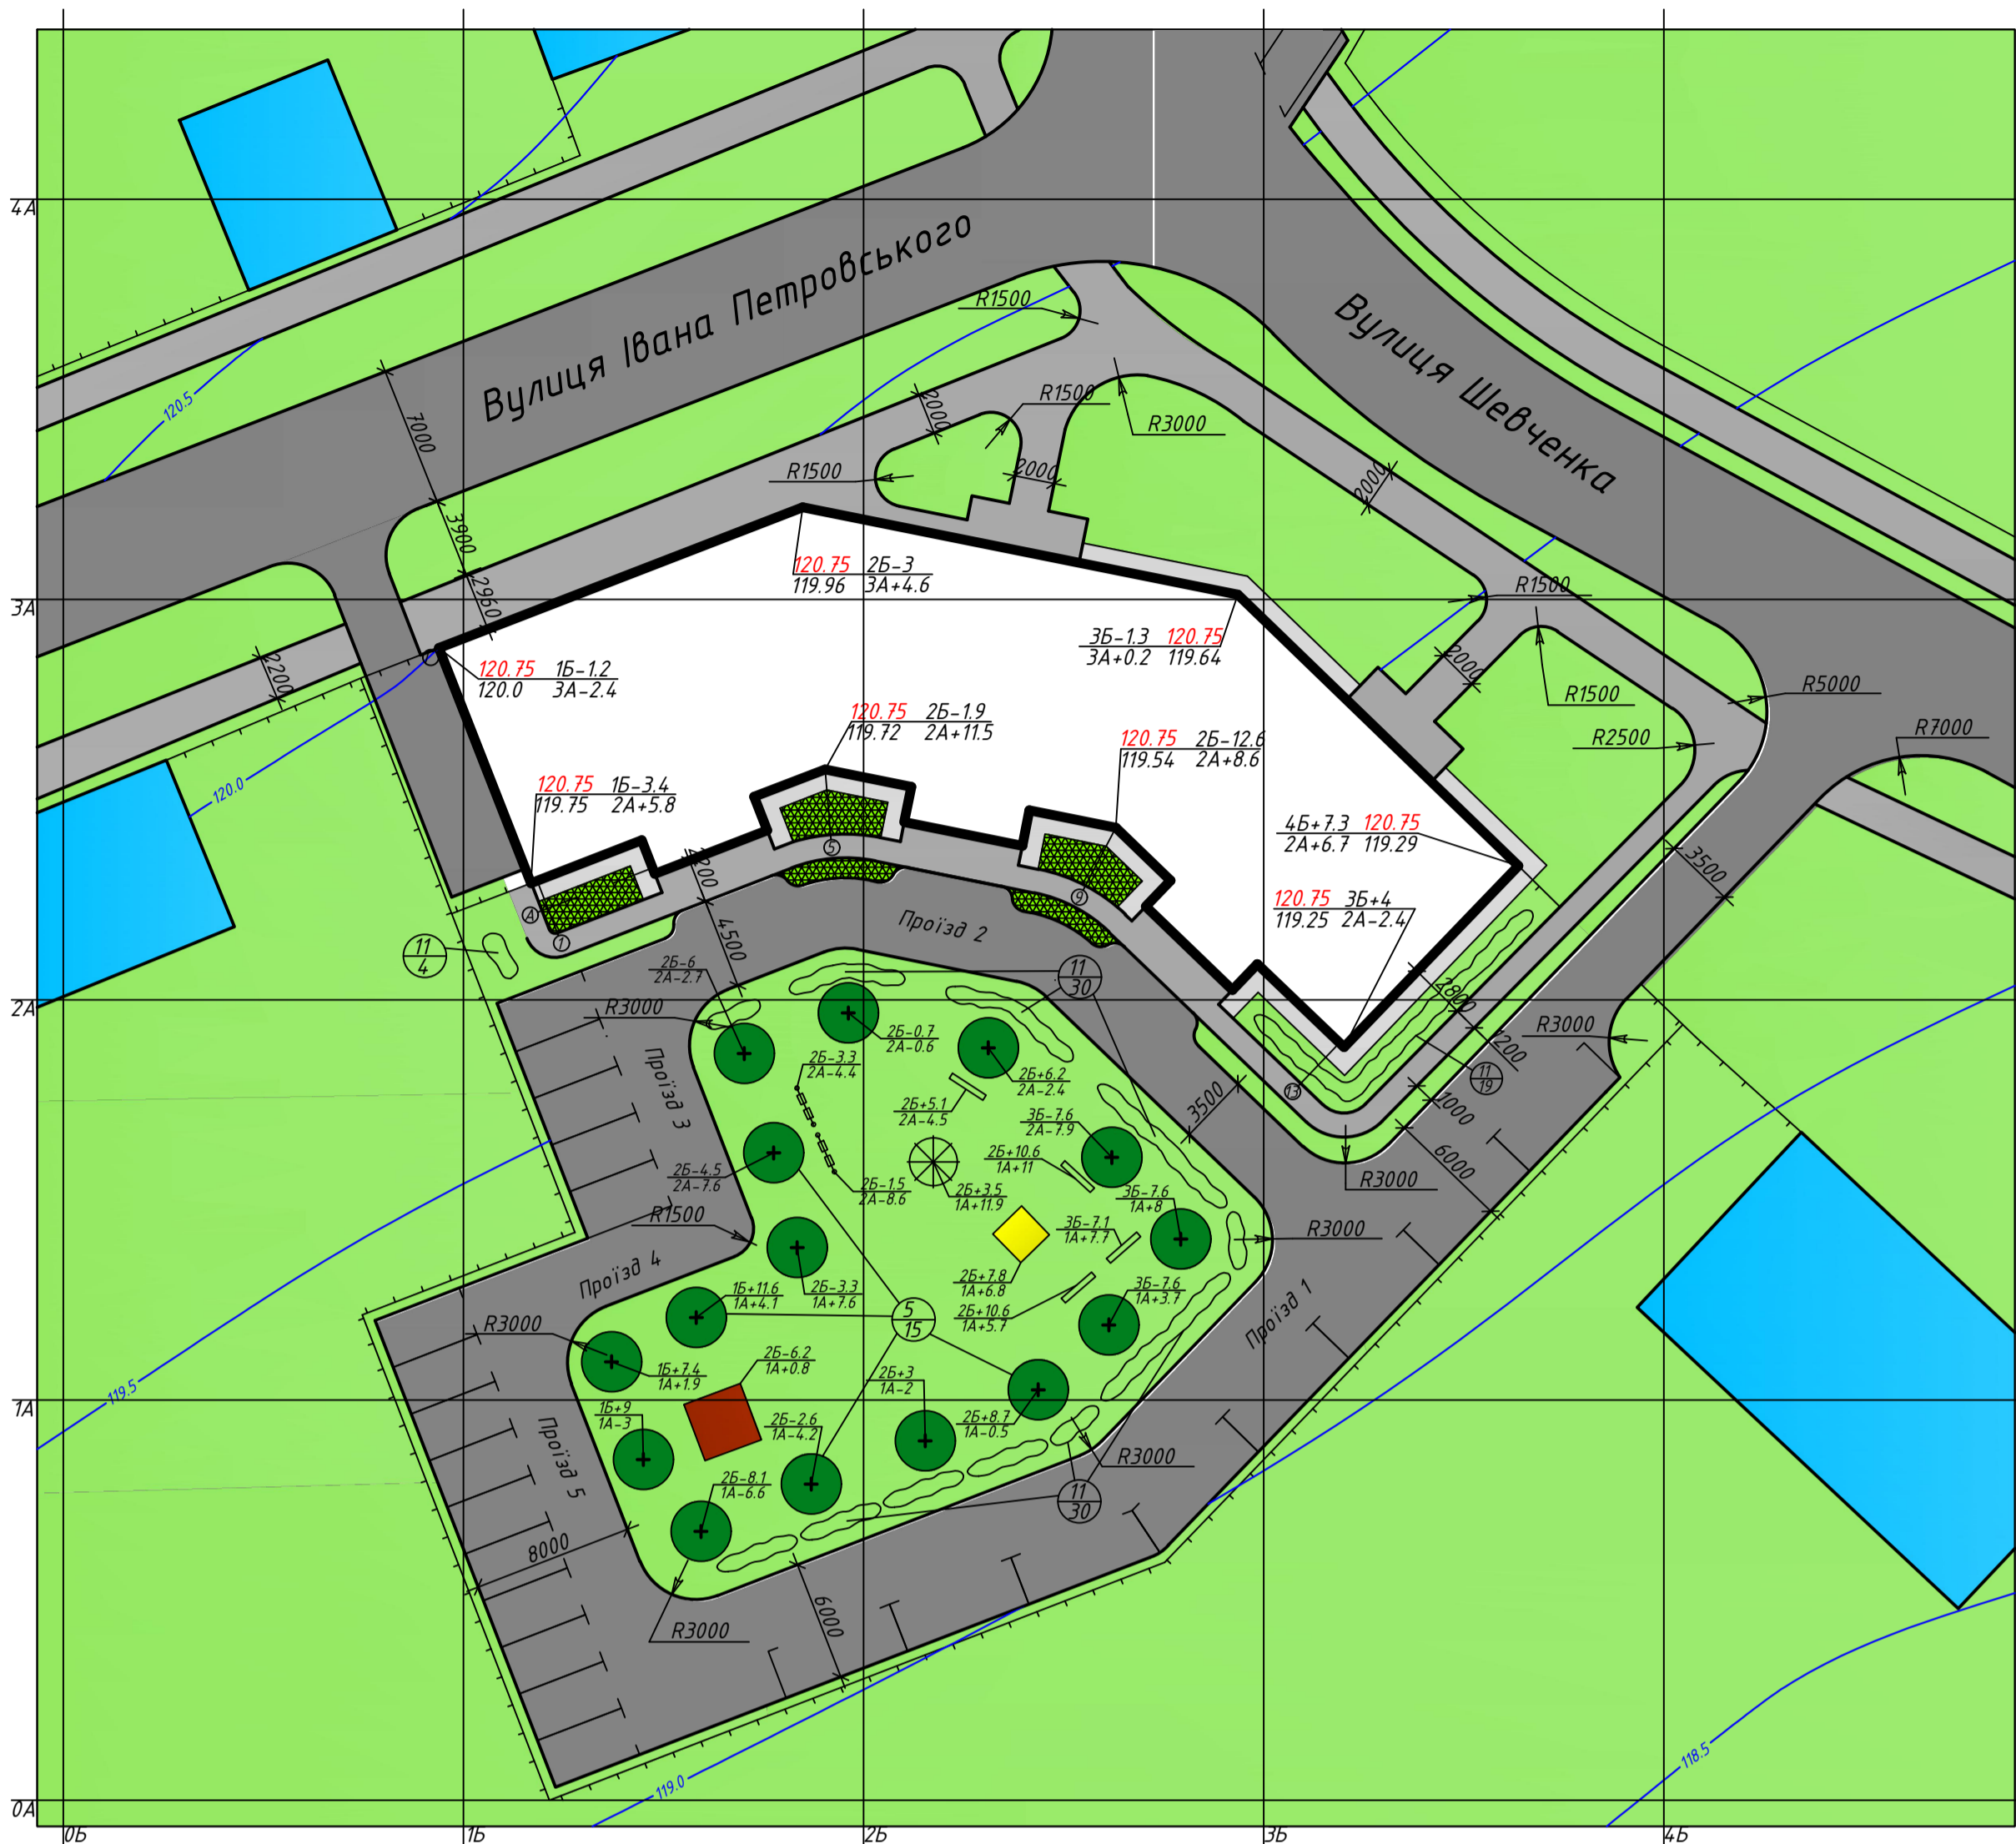 4А
Вулиця Івана Петровського
R1500
Вулиця Шевченка
120.5
7000
2000
R1500
R3000
R1500
2000
2000
3900
2960
120.75 2Б-3
119.96 3А+4.6
R1500
3А
3Б-1.3 120.75
3А+0.2 119.64
2200
120.75 1Б-1.2
120.0 3А-2.4
2000
R1500
R5000
120.75 2Б-1.9
119.72 2А+11.5
R2500
R7000
120.75 2Б-12.6
119.54 2А+8.6
120.0
120.75 1Б-3.4
119.75 2А+5.8
4Б+7.3 120.75
2А+6.7 119.29
5
3500
2200
9
120.75 3Б+4
119.25 2А-2.4
А
1
11
4
Проїзд 2
4500
2Б-6
2А-2.7
11
30
2А
R3000
2800
R3000
2Б-0.7
2А-0.6
1200
Проїзд 3
2Б-3.3
2А-4.4
2Б+6.2
2А-2.4
11
19
13
2Б+5.1
2А-4.5
3500
1000
3Б-7.6
2А-7.9
2Б+10.6
1А+11
6000
2Б-4.5
2А-7.6
2Б-1.5
2А-8.6
2Б+3.5
1А+11.9
3Б-7.6
1А+8
R3000
R1500
3Б-7.1
1А+7.7
R3000
Проїзд 4
2Б-3.3
1А+7.6
2Б+7.8
1А+6.8
3Б-7.6
1А+3.7
1Б+11.6
1А+4.1
5
15
2Б+10.6
1А+5.7
Проїзд 1
R3000
1Б+7.4
1А+1.9
2Б-6.2
1А+0.8
2Б+3
1А-2
119.5
1А
1Б+9
1А-3
2Б-2.6
1А-4.2
2Б+8.7
1А-0.5
Проїзд 5
R3000
2Б-8.1
1А-6.6
11
30
8000
6000
R3000
118.5
119.0
0А
0Б
1Б
2Б
3Б
4Б